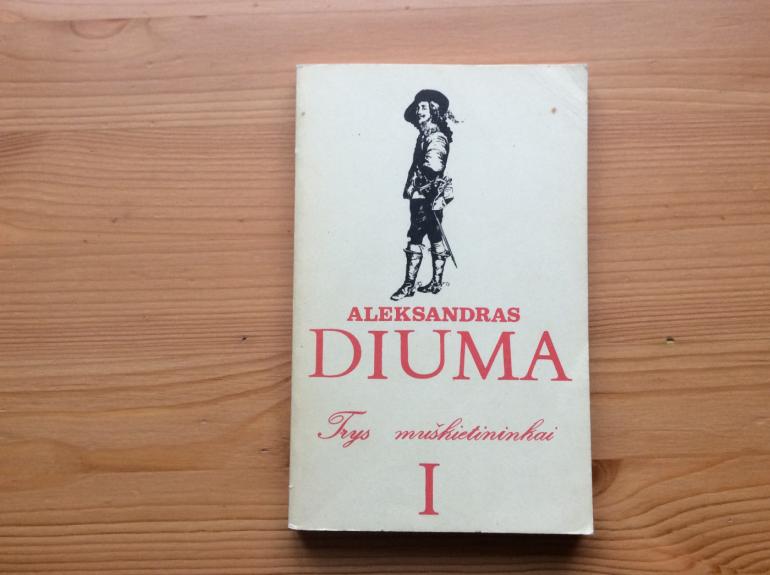 ALEKSANDRAS
DIUMA
Trys muškietininkai
I